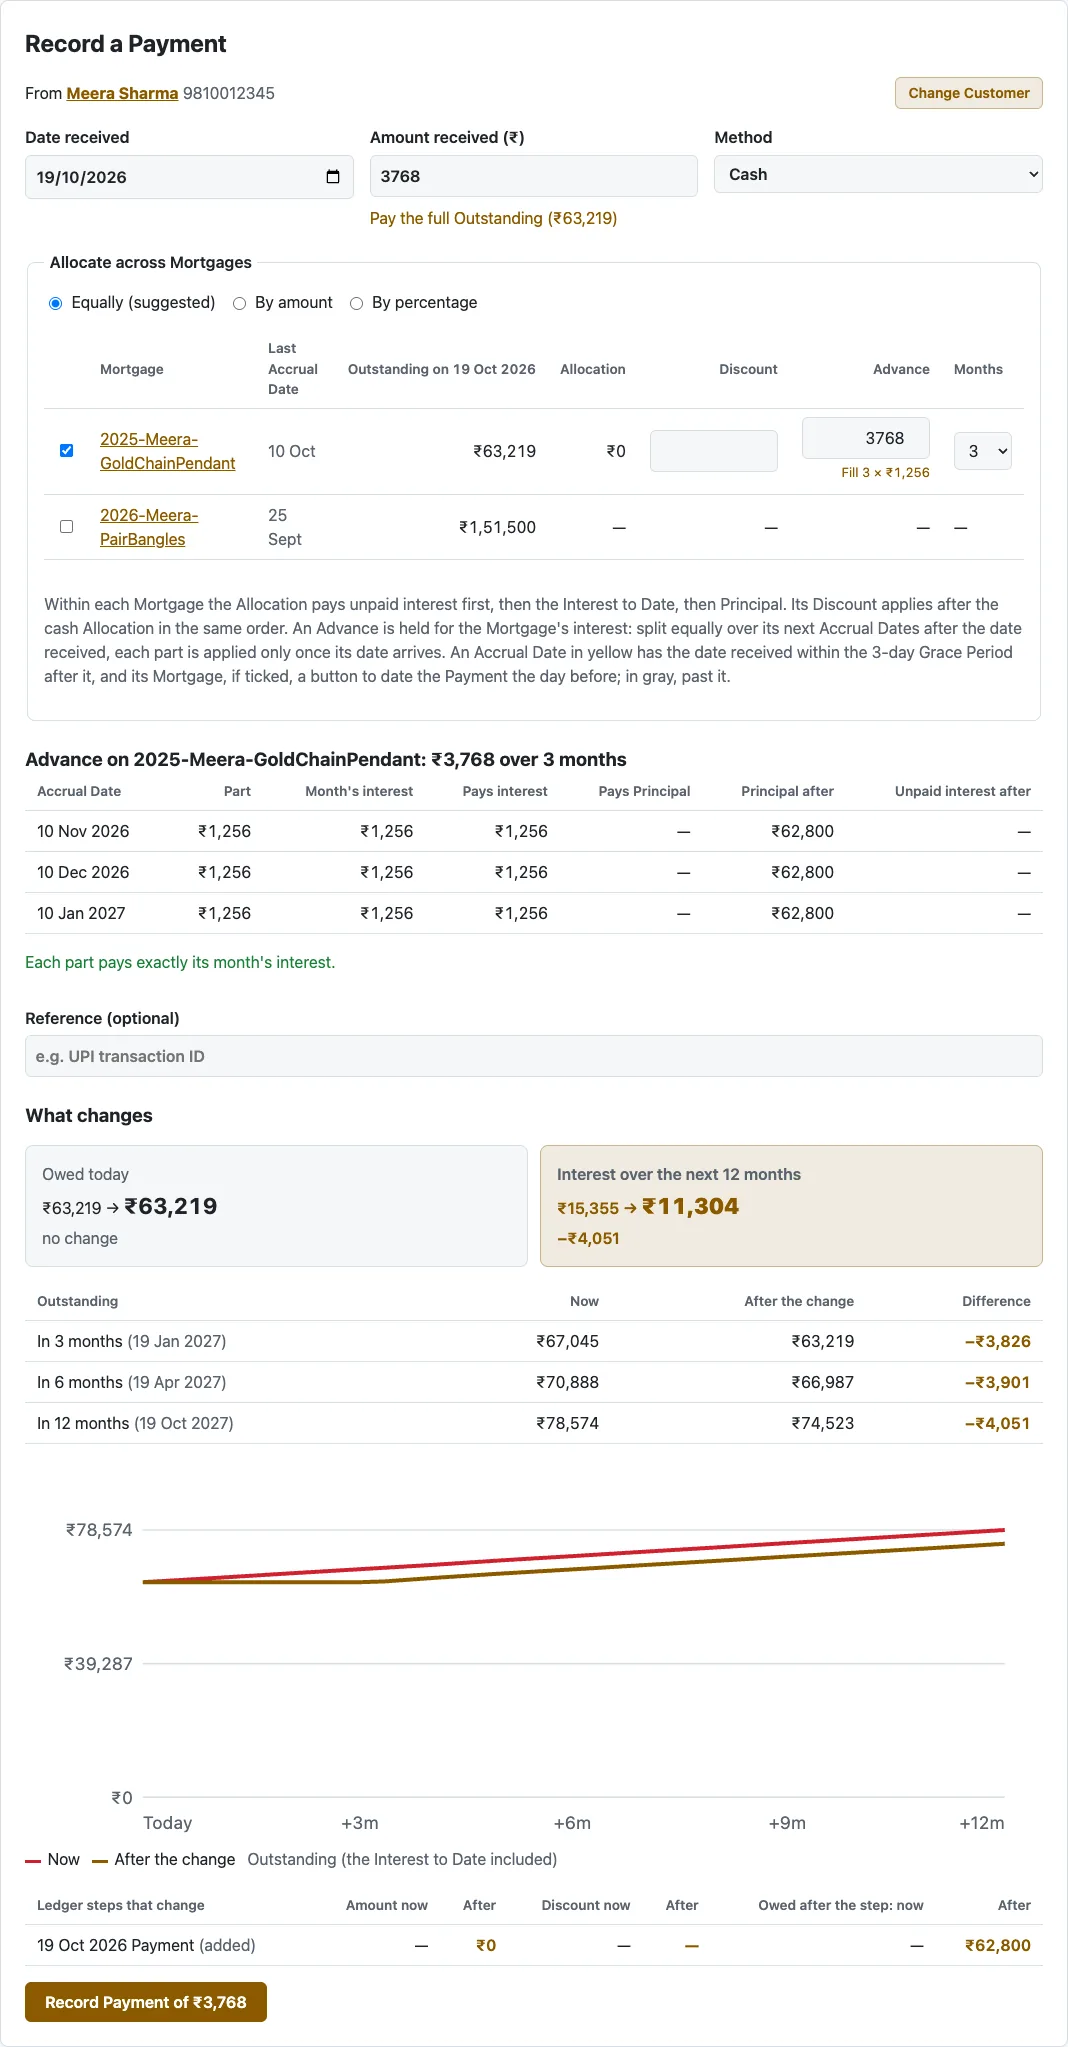 Record a Payment
From Meera Sharma 9810012345
Change Customer
Date received
Amount received (₹)
Method
19/10/2026
3768
Cash
Pay the full Outstanding (₹63,219)
Allocate across Mortgages
Equally (suggested) By amount By percentage
Mortgage Last Accrual Date Outstanding on 19 Oct 2026 Allocation Discount Advance Months
2025-Meera-GoldChainPendant 10 Oct ₹63,219 ₹0 3768 3
Fill 3 × ₹1,256
2026-Meera-PairBangles 25 Sept ₹1,51,500 — — — —
Within each Mortgage the Allocation pays unpaid interest first, then the Interest to Date, then Principal. Its Discount applies after the
cash Allocation in the same order. An Advance is held for the Mortgage's interest: split equally over its next Accrual Dates after the date
received, each part is applied only once its date arrives. An Accrual Date in yellow has the date received within the 3-day Grace Period
after it, and its Mortgage, if ticked, a button to date the Payment the day before; in gray, past it.
Advance on 2025-Meera-GoldChainPendant: ₹3,768 over 3 months
Accrual Date Part Month's interest Pays interest Pays Principal Principal after Unpaid interest after
10 Nov 2026 ₹1,256 ₹1,256 ₹1,256 — ₹62,800 —
10 Dec 2026 ₹1,256 ₹1,256 ₹1,256 — ₹62,800 —
10 Jan 2027 ₹1,256 ₹1,256 ₹1,256 — ₹62,800 —
Each part pays exactly its month's interest.
Reference (optional)
e.g. UPI transaction ID
What changes
Owed today
₹63,219 → ₹63,219
no change
Interest over the next 12 months
₹15,355 → ₹11,304
−₹4,051
Outstanding Now After the change Difference
In 3 months (19 Jan 2027) ₹67,045 ₹63,219 −₹3,826
In 6 months (19 Apr 2027) ₹70,888 ₹66,987 −₹3,901
In 12 months (19 Oct 2027) ₹78,574 ₹74,523 −₹4,051
₹78,574
₹39,287
₹0
Today +3m +6m +9m +12m
Now After the change Outstanding (the Interest to Date included)
Ledger steps that change Amount now After Discount now After Owed after the step: now After
19 Oct 2026 Payment (added) — ₹0 — — — ₹62,800
Record Payment of ₹3,768